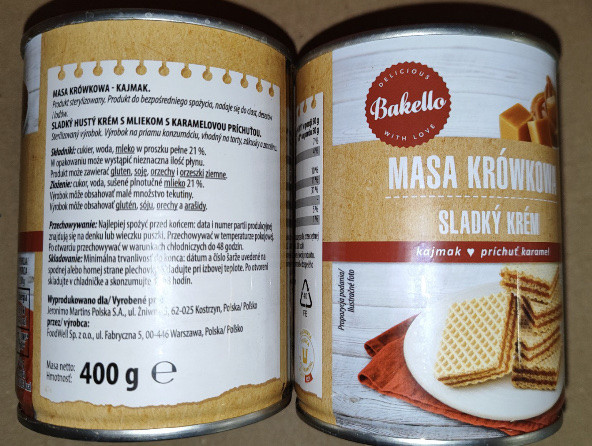 MASA KRÓWKOWA - KAJMAK.
Produkt sterylizowany. Produkt do bezpośredniego spożycia, nadaje się do ciast, deserów
i lodów.
SLADKÝ HUSTÝ KRÉM S MLIEKOM S KARAMELOVOU PRÍCHUŤOU.
Sterilizovaný výrobok. Výrobok na priamu konzumáciu, vhodný na torty, zákusky
Składniki: cukier, woda, mleko w proszku pełne 21 %.
W opakowaniu może wystąpić nieznaczna ilość płynu.
Produkt może zawierać gluten, soję, orzechy i orzeszki ziemne.
Zloženie: cukor, voda, sušené plnotučné mlieko 21 %.
Výrobok může obsahovať malé množstvo tekutiny.
Výrobok môže obsahovať glutén, sóju, orechy a arašidy.
Przechowywanie: Najlepiej spożyć przed końcem: data i numer partii produkcyjnej
znajdują się na denku lub wieczku puszki. Przechowywać w temperaturze pokojowej.
Po otwarciu przechowywać w warunkach chłodniczych do 48 godzin.
Skladovanie: Minimálna trvanlivosť do konca: dátum a číslo šarže uvedené na
spodnej alebo hornej strane plechovky. Skladujte pri izbovej teplote. Po otvorení
skladujte v chladničke a skonzumujte hodín.
Wyprodukowano dla/ Vyrobené pre:
Jeronimo Martins Polska S.A., ul. Żniwna 62-025 Kostrzyn, Polska/ Poľsko
przez/ výrobca:
FoodWell Sp. z o.o., ul. Fabryczna 5, 00-446 Warszawa, Polska/ Poľsko
Masa netto:
Hmotnosť:
400 g ℮
DELICIOUS
Bakello
WITH LOVE
MASA KRÓWKOWA
SLADKÝ KRÉM
kajmak ♥ príchuť karamel
Propozycja podania/
Ilustračné foto
FE